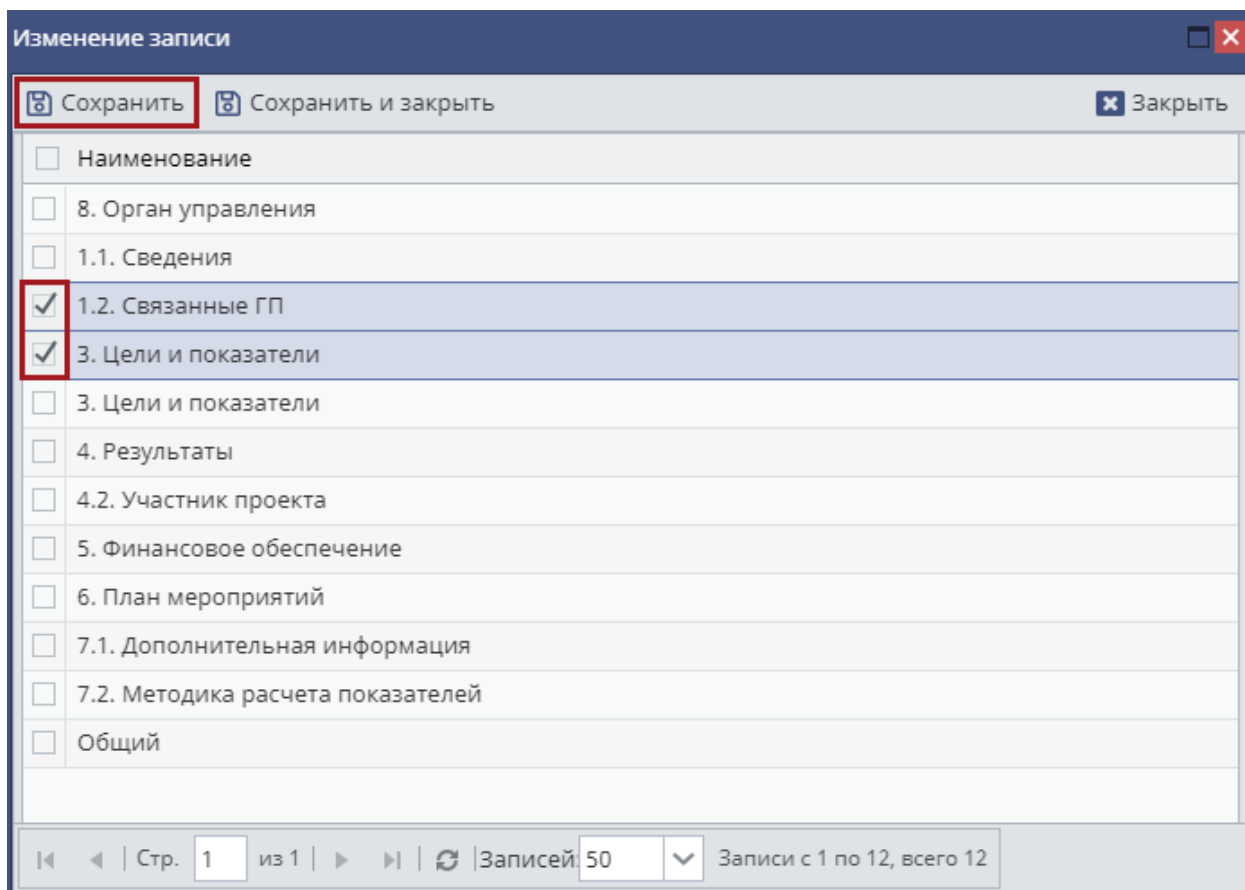 Изменение записи
Сохранить Сохранить и закрыть Закрыть
Наименование
8. Орган управления
1.1. Сведения
1.2. Связанные ГП
3. Цели и показатели
3. Цели и показатели
4. Результаты
4.2. Участник проекта
5. Финансовое обеспечение
6. План мероприятий
7.1. Дополнительная информация
7.2. Методика расчета показателей
Общий
Стр. 1 из 1 Записей: 50 Записи с 1 по 12, всего 12